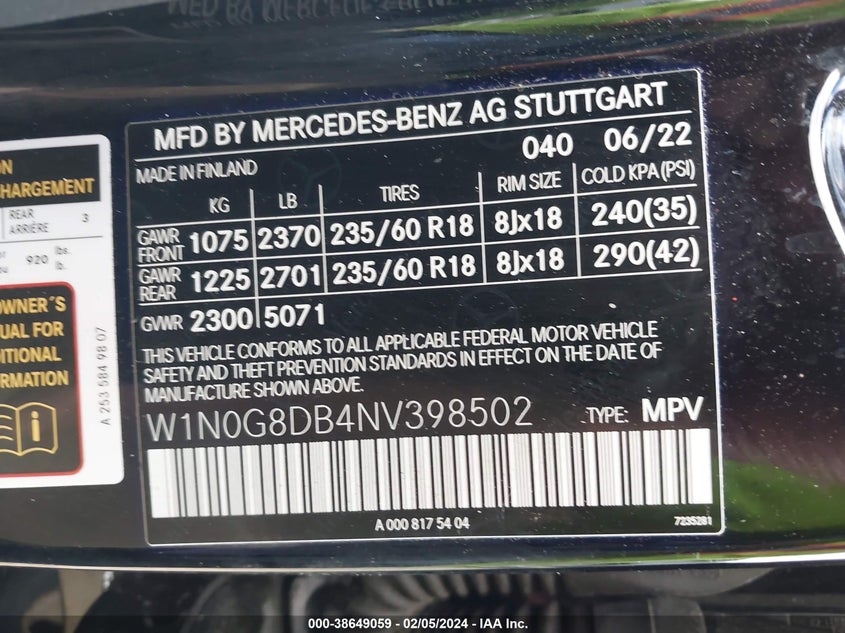 MFD BY MERCEDES-BENZ AG STUTTGART
040 06/22
MADE IN FINLAND
KG LB TIRES RIM SIZE COLD KPA (PSI)
GAWR FRONT 1075 2370 235/60 R18 8Jx18 240(35)
GAWR REAR 1225 2701 235/60 R18 8Jx18 290(42)
GVWR 2300 5071
THIS VEHICLE CONFORMS TO ALL APPLICABLE FEDERAL MOTOR VEHICLE
SAFETY AND THEFT PREVENTION STANDARDS IN EFFECT ON THE DATE OF
MANUFACTURE SHOWN ABOVE.
W1N0G8DB4NV398502 TYPE: MPV
A 000 817 54 04 7235281
CHARGEMENT
REAR
ARRIÈRE 3
920 lbs.
lb.
OWNER´S
FOR
A 253 584 98 07
000-38649059 - 02/05/2024 - IAA Inc.